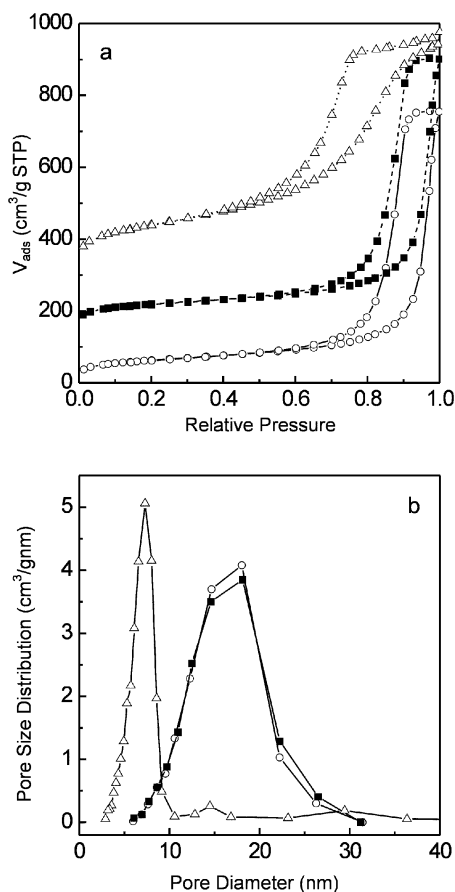 a
1000
800
600
400
200
0
V_ads (cm³/g STP)
0.0 0.2 0.4 0.6 0.8 1.0
Relative Pressure
b
5
4
3
2
1
0
Pore Size Distribution (cm³/gnm)
0 10 20 30 40
Pore Diameter (nm)